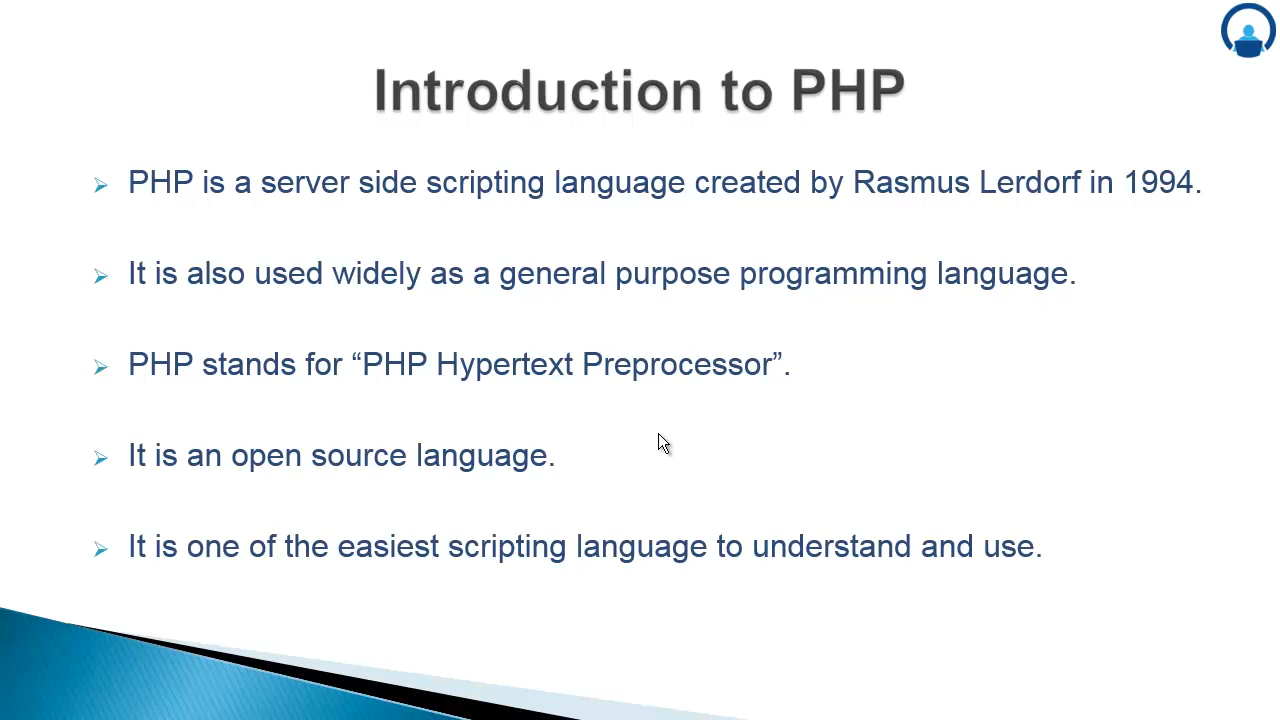 Introduction to PHP
PHP is a server side scripting language created by Rasmus Lerdorf in 1994.
It is also used widely as a general purpose programming language.
PHP stands for “PHP Hypertext Preprocessor”.
It is an open source language.
It is one of the easiest scripting language to understand and use.